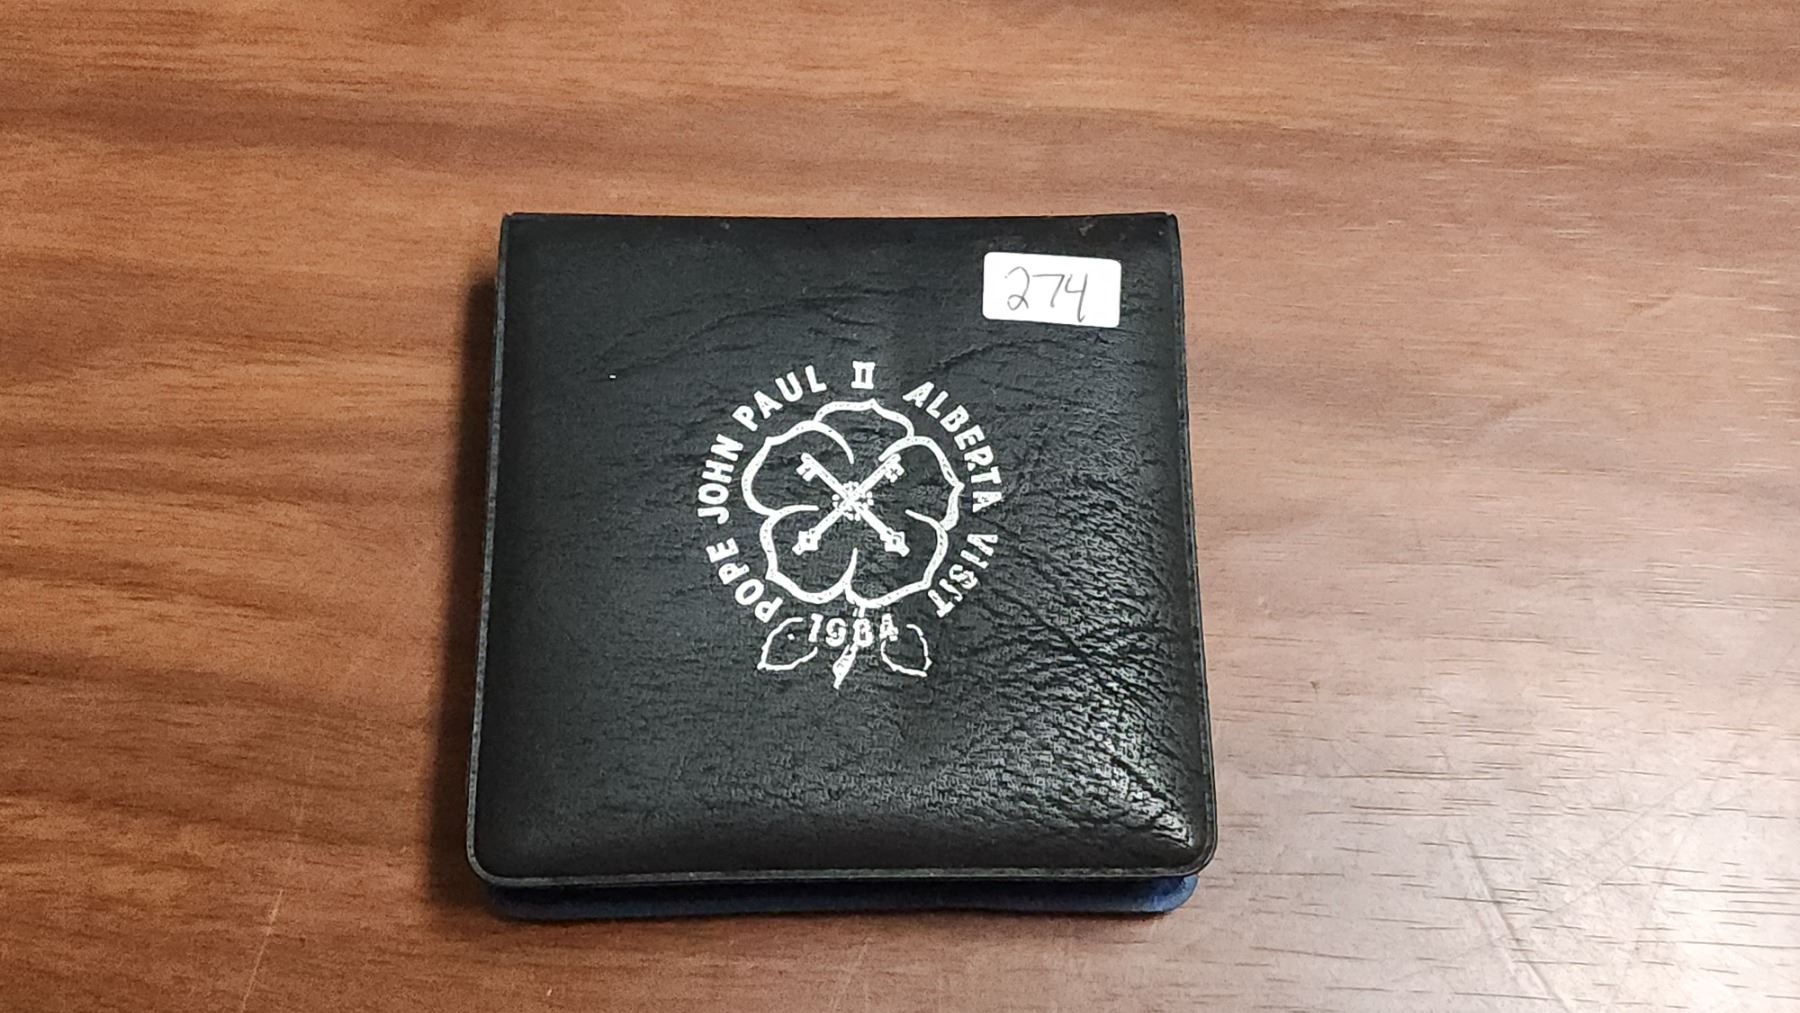 274
POPE JOHN PAUL II ALBERTA VISIT
1984